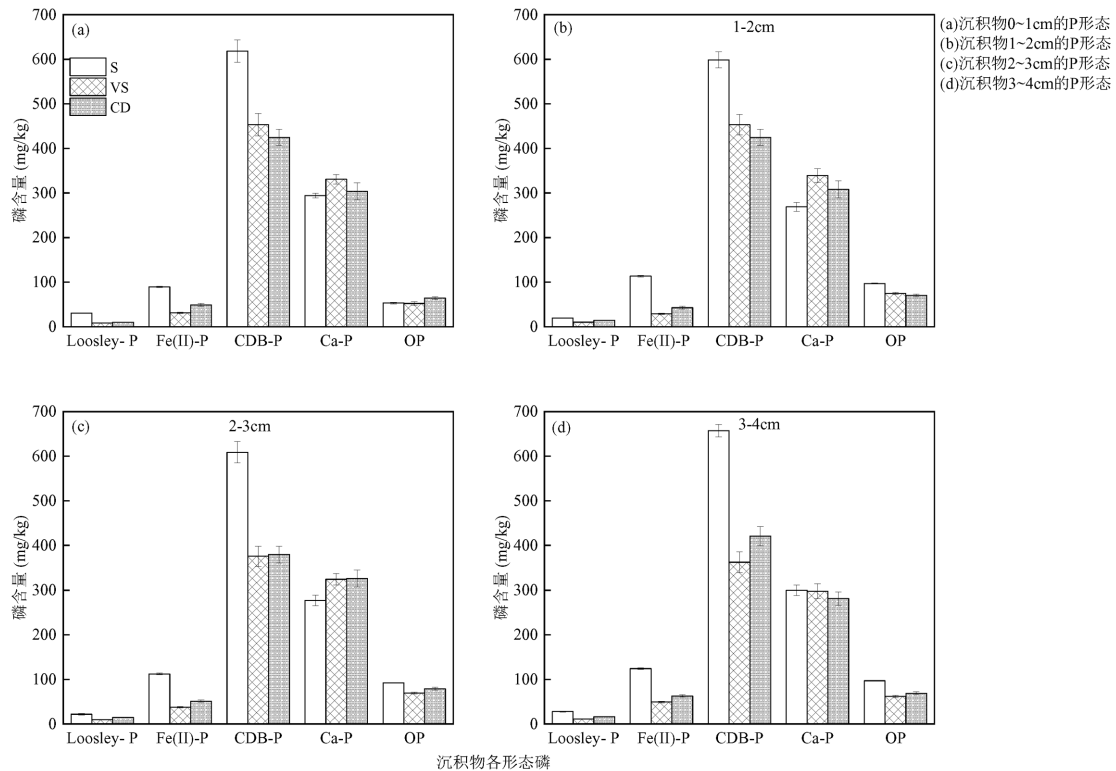 (a)
S
VS
CD
700
600
500
400
300
200
100
0
磷含量 (mg/kg)
Loosley- P Fe(II)-P CDB-P Ca-P OP
(b)
1-2cm
700
600
500
400
300
200
100
0
磷含量 (mg/kg)
Loosley- P Fe(II)-P CDB-P Ca-P OP
(a)沉积物0~1cm的P形态
(b)沉积物1~2cm的P形态
(c)沉积物2~3cm的P形态
(d)沉积物3~4cm的P形态
(c)
2-3cm
700
600
500
400
300
200
100
0
磷含量 (mg/kg)
Loosley- P Fe(II)-P CDB-P Ca-P OP
(d)
3-4cm
700
600
500
400
300
200
100
0
磷含量 (mg/kg)
Loosley- P Fe(II)-P CDB-P Ca-P OP
沉积物各形态磷